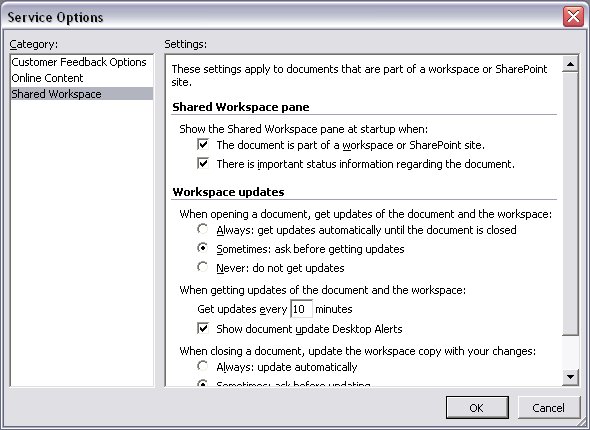 Service Options
Category:
Customer Feedback Options
Online Content
Shared Workspace
Settings:
These settings apply to documents that are part of a workspace or SharePoint
site.
Shared Workspace pane
Show the Shared Workspace pane at startup when:
The document is part of a workspace or SharePoint site.
There is important status information regarding the document.
Workspace updates
When opening a document, get updates of the document and the workspace:
Always: get updates automatically until the document is closed
Sometimes: ask before getting updates
Never: do not get updates
When getting updates of the document and the workspace:
Get updates every 10 minutes
Show document update Desktop Alerts
When closing a document, update the workspace copy with your changes:
Always: update automatically
Sometimes: ask before updating
OK
Cancel